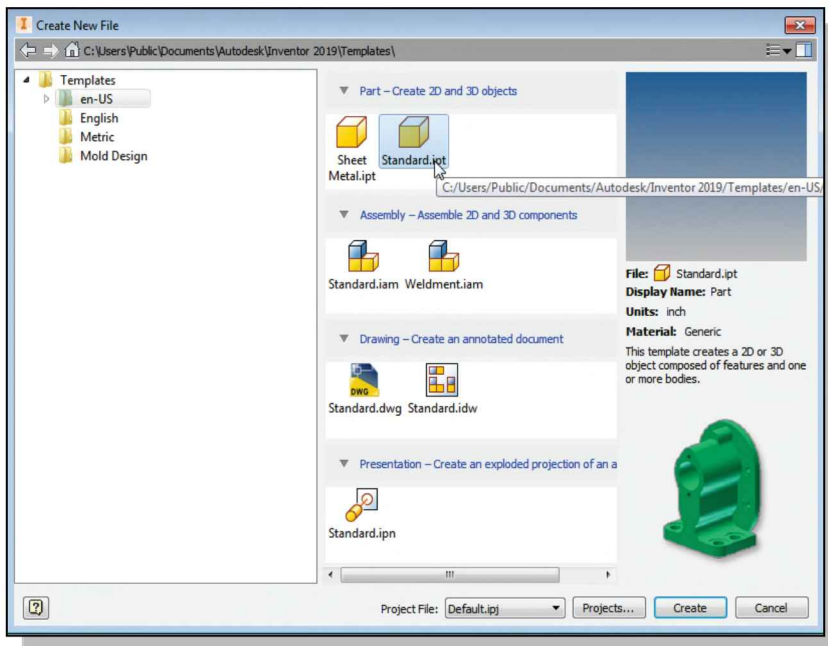 Create New File
C:\Users\Public\Documents\Autodesk\Inventor 2019\Templates\
Templates
en-US
English
Metric
Mold Design
Part – Create 2D and 3D objects
Sheet
Metal.ipt
Standard.ipt
C:/Users/Public/Documents/Autodesk/Inventor 2019/Templates/en-US/
Assembly – Assemble 2D and 3D components
Standard.iam Weldment.iam
Drawing – Create an annotated document
DWG
Standard.dwg Standard.idw
Presentation – Create an exploded projection of an a
Standard.ipn
File: Standard.ipt
Display Name: Part
Units: inch
Material: Generic
This template creates a 2D or 3D
object composed of features and one
or more bodies.
Project File: Default.ipj Projects... Create Cancel